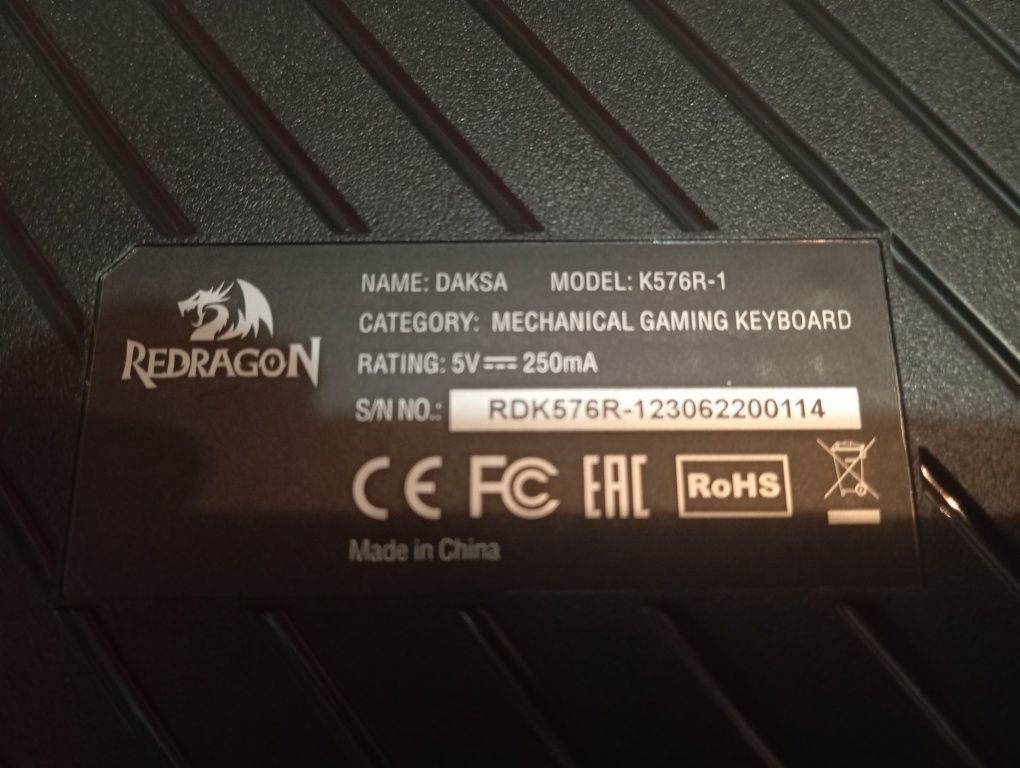 NAME: DAKSA MODEL: K576R-1
CATEGORY: MECHANICAL GAMING KEYBOARD
REDRAGON
RATING: 5V⎓250mA
S/N NO.: RDK576R-123062200114
CE FC EAC RoHS
Made in China